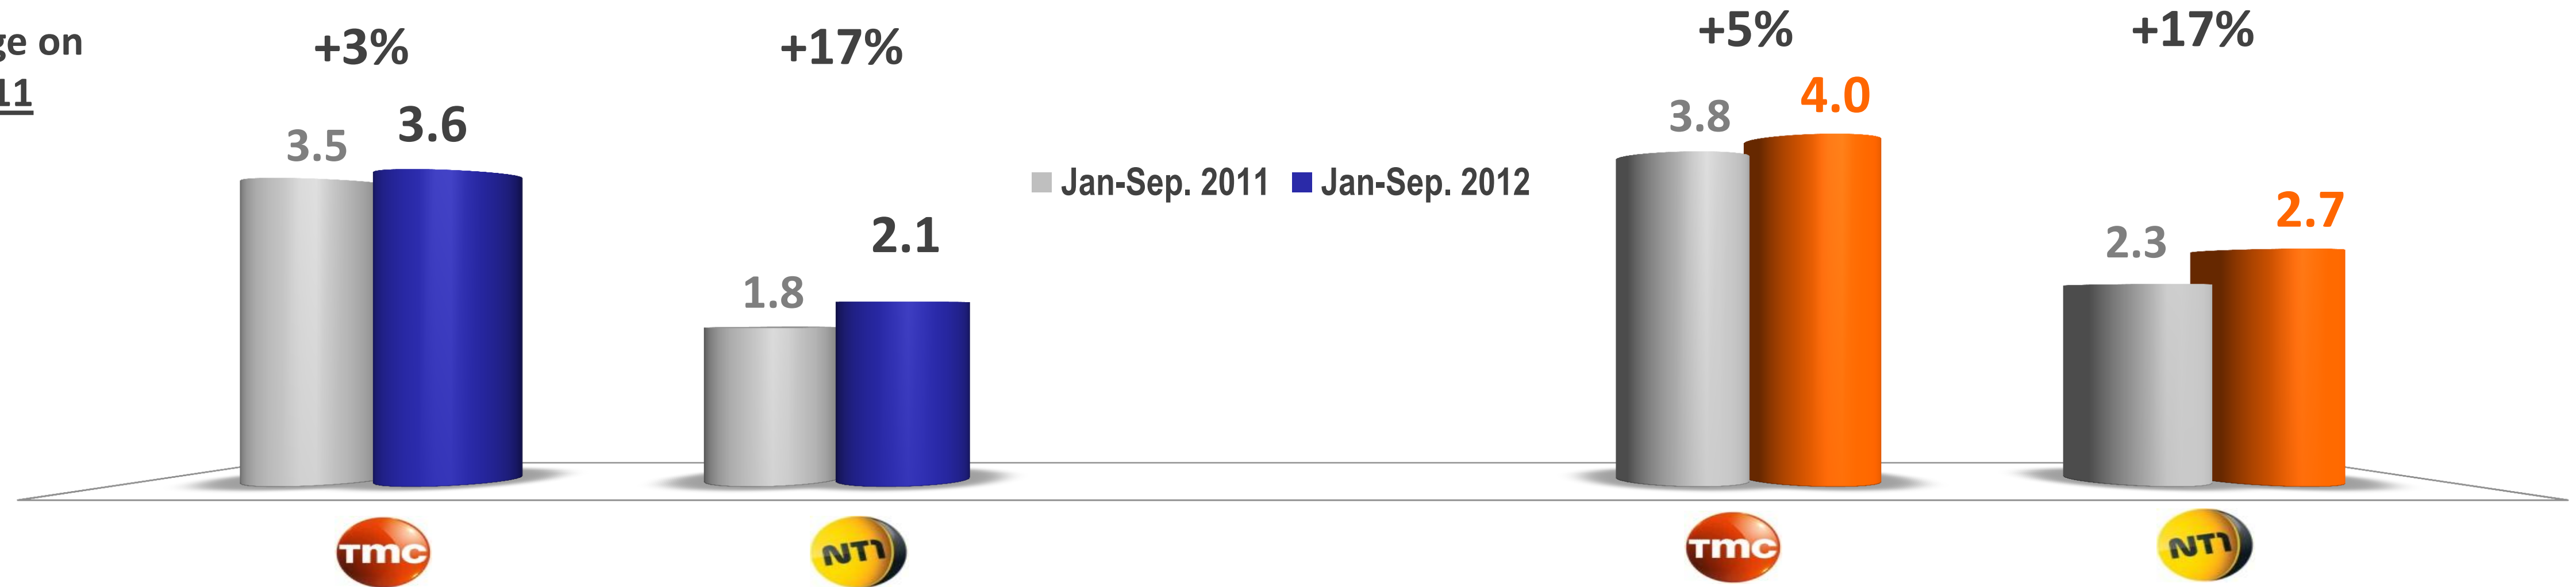 ge on
11
+3%
+17%
+5%
+17%
3.5
3.6
1.8
2.1
Jan-Sep. 2011
Jan-Sep. 2012
3.8
4.0
2.3
2.7
TMC
NT1
TMC
NT1